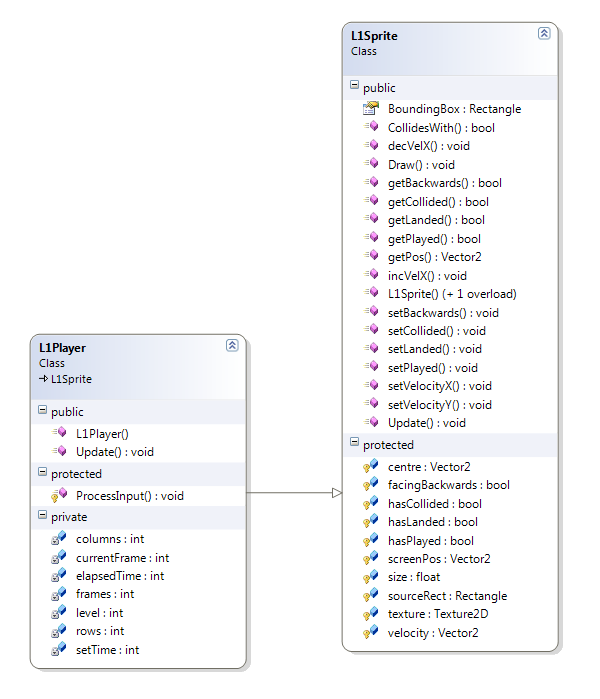 L1Sprite
Class
public
BoundingBox : Rectangle
CollidesWith() : bool
decVelX() : void
Draw() : void
getBackwards() : bool
getCollided() : bool
getLanded() : bool
getPlayed() : bool
getPos() : Vector2
incVelX() : void
L1Sprite() (+ 1 overload)
setBackwards() : void
setCollided() : void
setLanded() : void
setPlayed() : void
setVelocityX() : void
setVelocityY() : void
Update() : void
protected
centre : Vector2
facingBackwards : bool
hasCollided : bool
hasLanded : bool
hasPlayed : bool
screenPos : Vector2
size : float
sourceRect : Rectangle
texture : Texture2D
velocity : Vector2
L1Player
Class
L1Sprite
public
L1Player()
Update() : void
protected
ProcessInput() : void
private
columns : int
currentFrame : int
elapsedTime : int
frames : int
level : int
rows : int
setTime : int